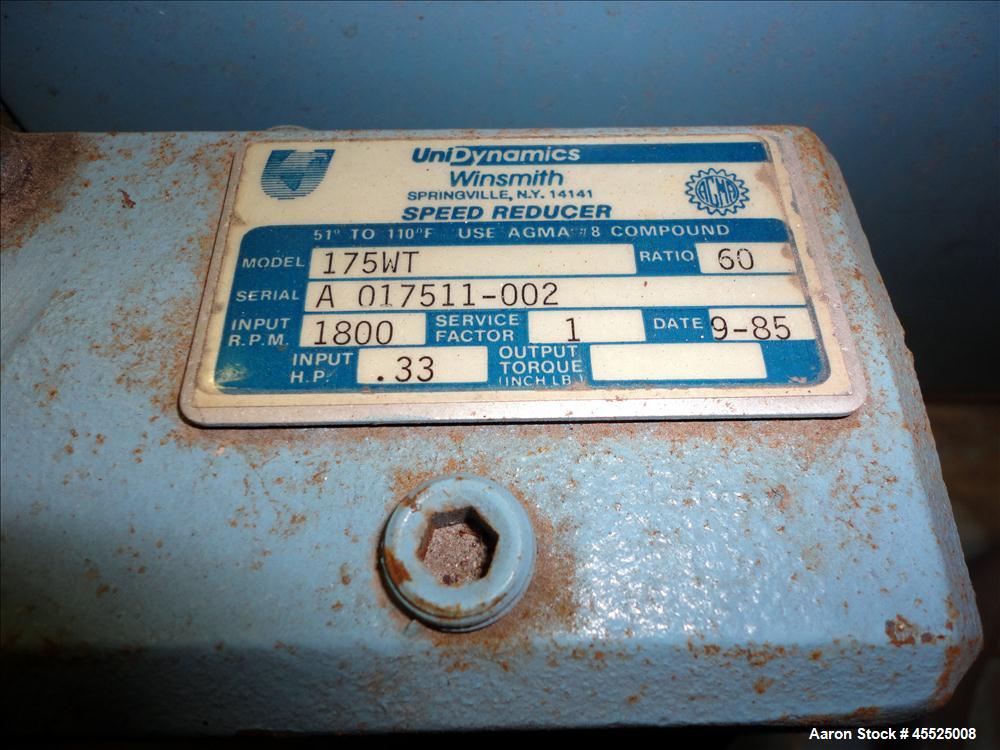 UniDynamics
Winsmith
SPRINGVILLE, N.Y. 14141
SPEED REDUCER
AGMA
51° TO 110°F USE AGMA #8 COMPOUND
MODEL 175WT RATIO 60
SERIAL A 017511-002
INPUT R.P.M. 1800 SERVICE FACTOR 1 DATE 9-85
INPUT H.P. .33 OUTPUT TORQUE (INCH LB.)
Aaron Stock # 45525008